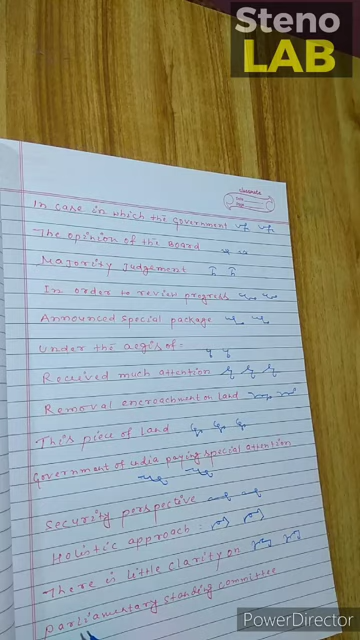 Steno
LAB
classmate
Date
Page
In case in which the Government
The opinion of the Board
Majority Judgement
In order to review progress
Announced special package
Under the aegis of -
Received much attention
Removal encroachment on land
This piece of land
Government of india paying special attention
Security perspective
Holistic approach :
There is little clarity on
parliamentary standing committee
PowerDirector